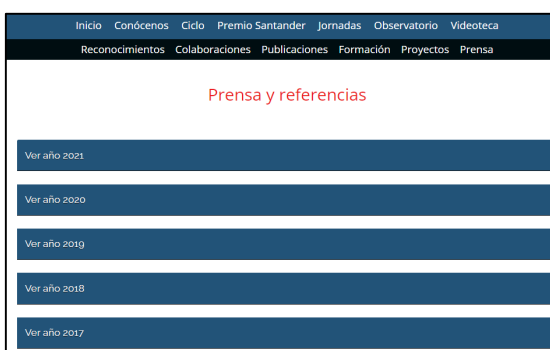 Inicio Conócenos Ciclo Premio Santander Jornadas Observatorio Videoteca
Reconocimientos Colaboraciones Publicaciones Formación Proyectos Prensa
Prensa y referencias
Ver año 2021
Ver año 2020
Ver año 2019
Ver año 2018
Ver año 2017